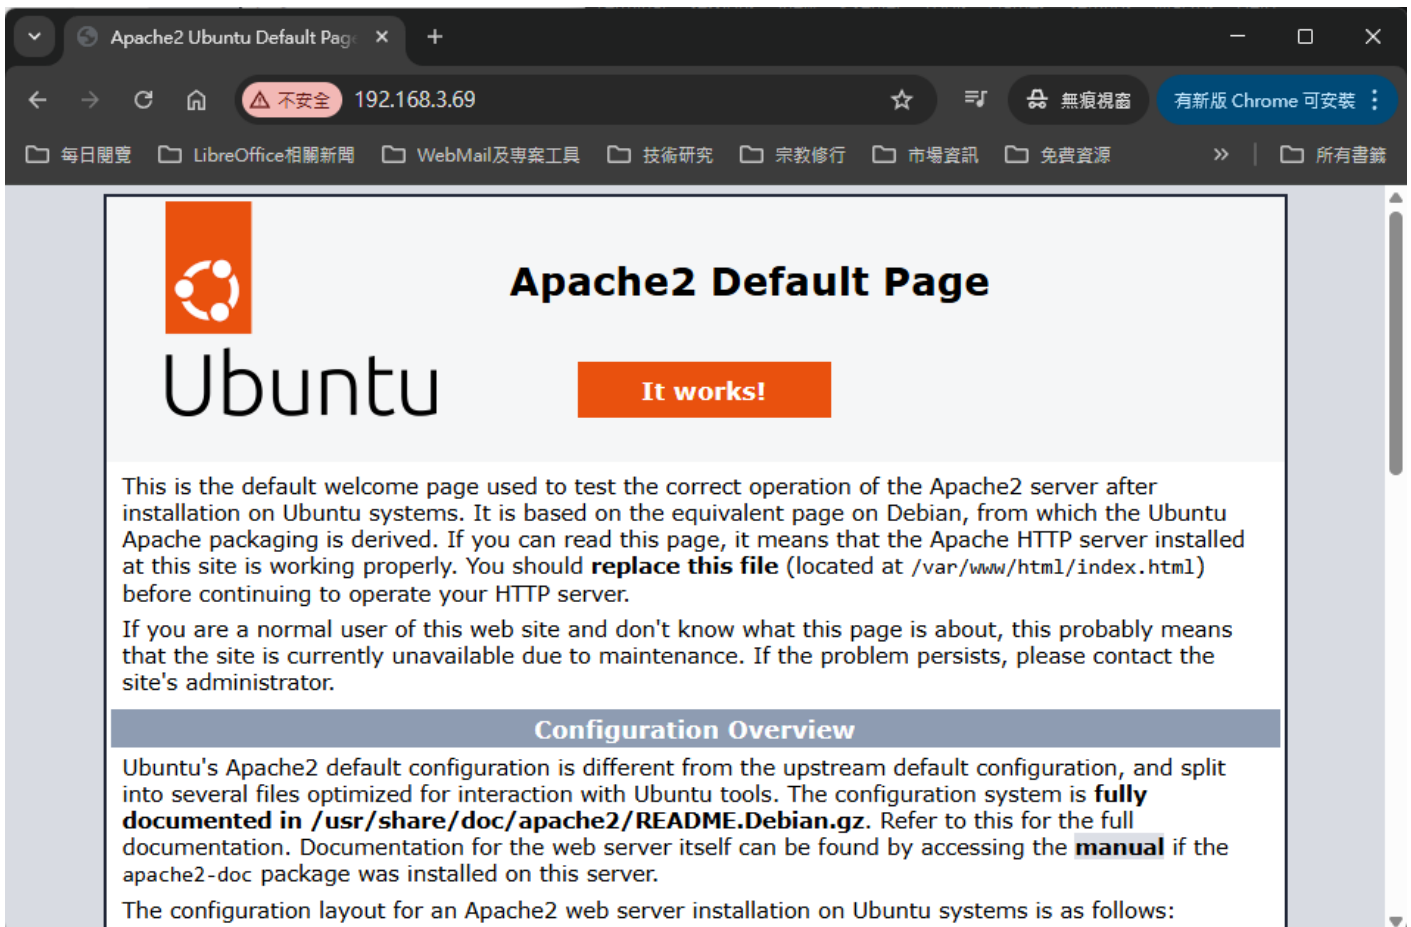 Apache2 Ubuntu Default Page
不安全 192.168.3.69 無痕視窗 有新版 Chrome 可安裝
每日閱覽 LibreOffice相關新聞 WebMail及專案工具 技術研究 宗教修行 市場資訊 免費資源 所有書籤
Apache2 Default Page
Ubuntu
It works!
This is the default welcome page used to test the correct operation of the Apache2 server after
installation on Ubuntu systems. It is based on the equivalent page on Debian, from which the Ubuntu
Apache packaging is derived. If you can read this page, it means that the Apache HTTP server installed
at this site is working properly. You should replace this file (located at /var/www/html/index.html)
before continuing to operate your HTTP server.
If you are a normal user of this web site and don't know what this page is about, this probably means
that the site is currently unavailable due to maintenance. If the problem persists, please contact the
site's administrator.
Configuration Overview
Ubuntu's Apache2 default configuration is different from the upstream default configuration, and split
into several files optimized for interaction with Ubuntu tools. The configuration system is fully
documented in /usr/share/doc/apache2/README.Debian.gz. Refer to this for the full
documentation. Documentation for the web server itself can be found by accessing the manual if the
apache2-doc package was installed on this server.
The configuration layout for an Apache2 web server installation on Ubuntu systems is as follows: